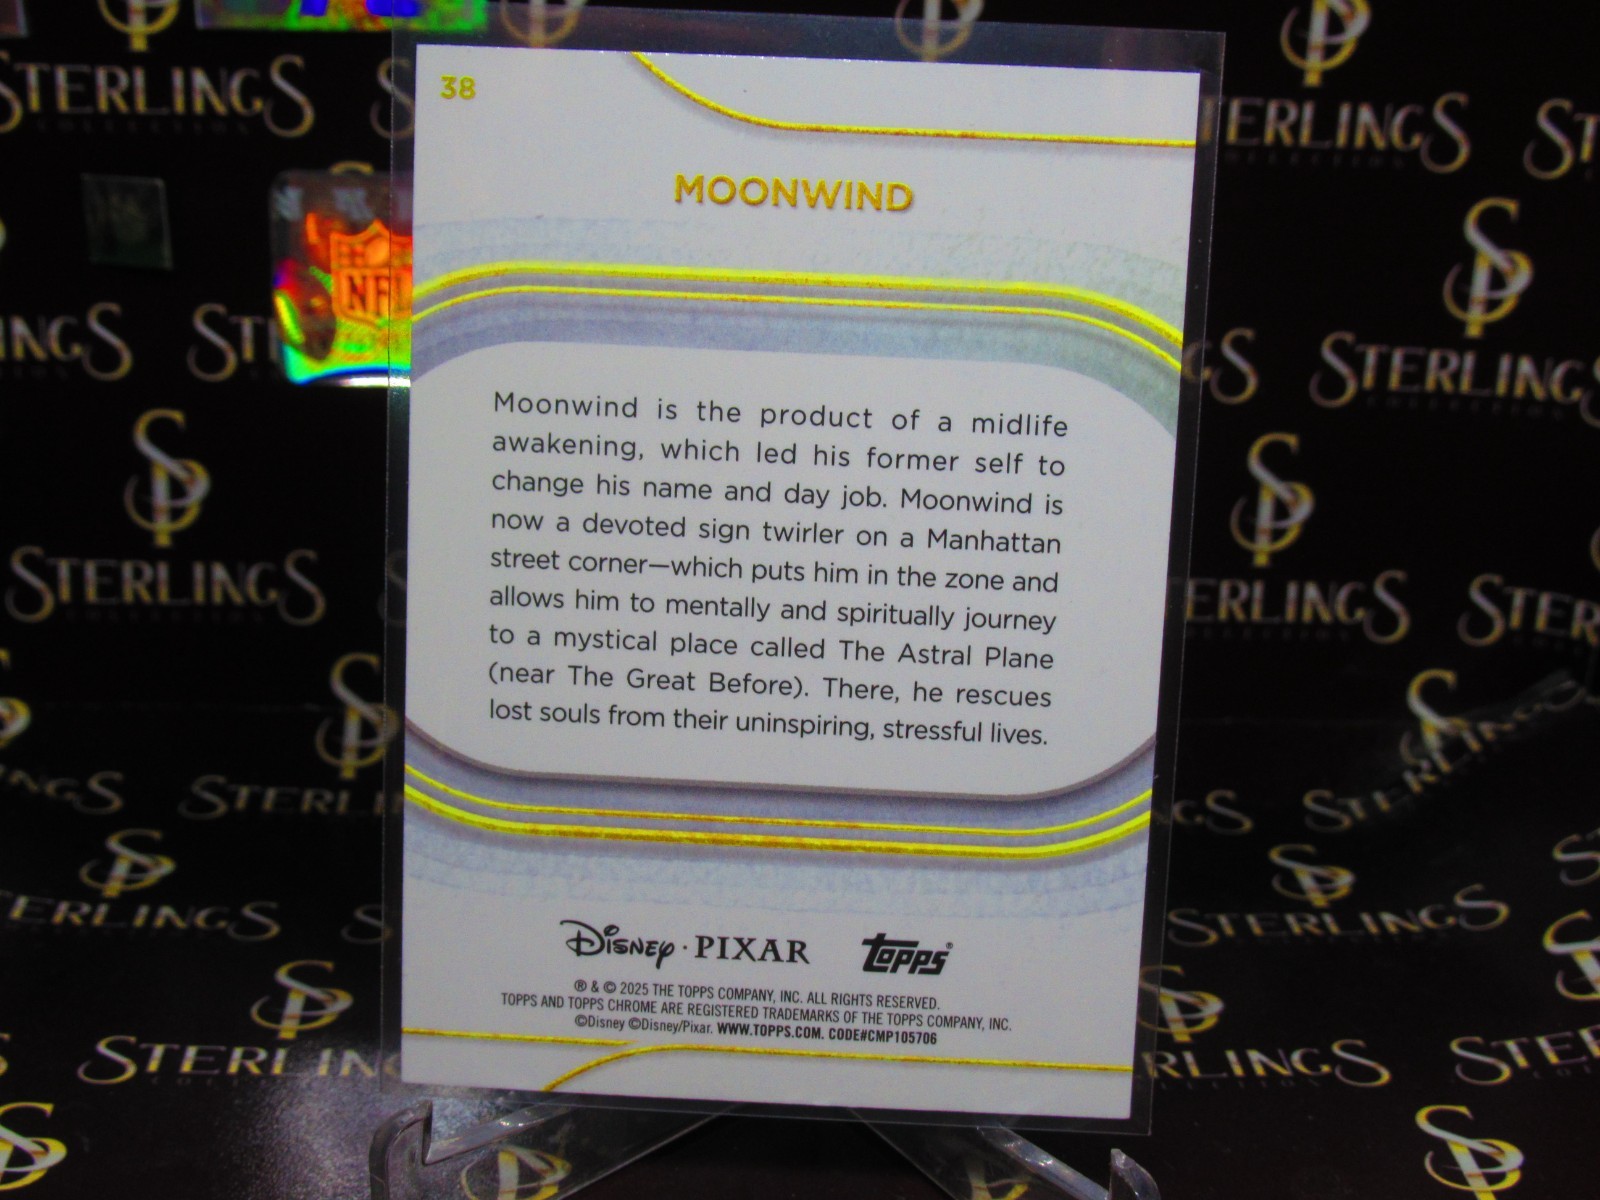 38
MOONWIND
Moonwind is the product of a midlife
awakening, which led his former self to
change his name and day job. Moonwind is
now a devoted sign twirler on a Manhattan
street corner—which puts him in the zone and
allows him to mentally and spiritually journey
to a mystical place called The Astral Plane
(near The Great Before). There, he rescues
lost souls from their uninspiring, stressful lives.
Disney · PIXAR topps®
® & © 2025 THE TOPPS COMPANY, INC. ALL RIGHTS RESERVED.
TOPPS AND TOPPS CHROME ARE REGISTERED TRADEMARKS OF THE TOPPS COMPANY, INC.
©Disney ©Disney/Pixar. WWW.TOPPS.COM. CODE#CMP105706
NFL
STERLINGS
COLLECTION